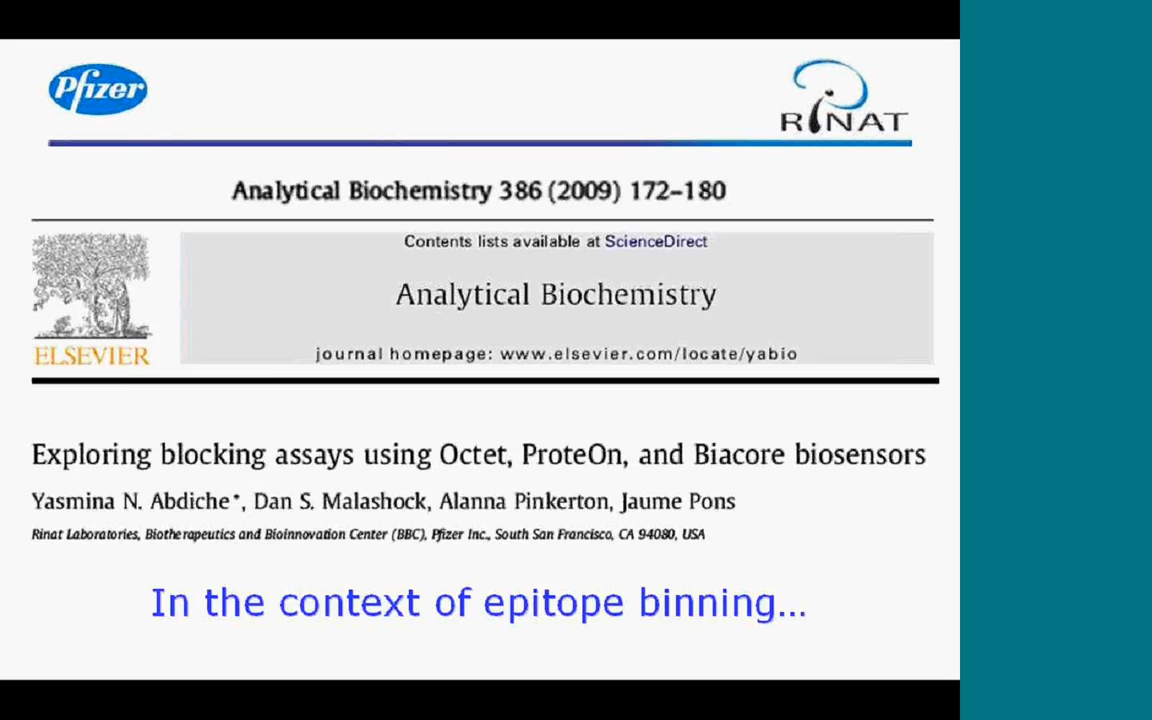 Pfizer
RINAT
Analytical Biochemistry 386 (2009) 172–180
Contents lists available at ScienceDirect
Analytical Biochemistry
journal homepage: www.elsevier.com/locate/yabio
ELSEVIER
Exploring blocking assays using Octet, ProteOn, and Biacore biosensors
Yasmina N. Abdiche*, Dan S. Malashock, Alanna Pinkerton, Jaume Pons
Rinat Laboratories, Biotherapeutics and Bioinnovation Center (BBC), Pfizer Inc., South San Francisco, CA 94080, USA
In the context of epitope binning...